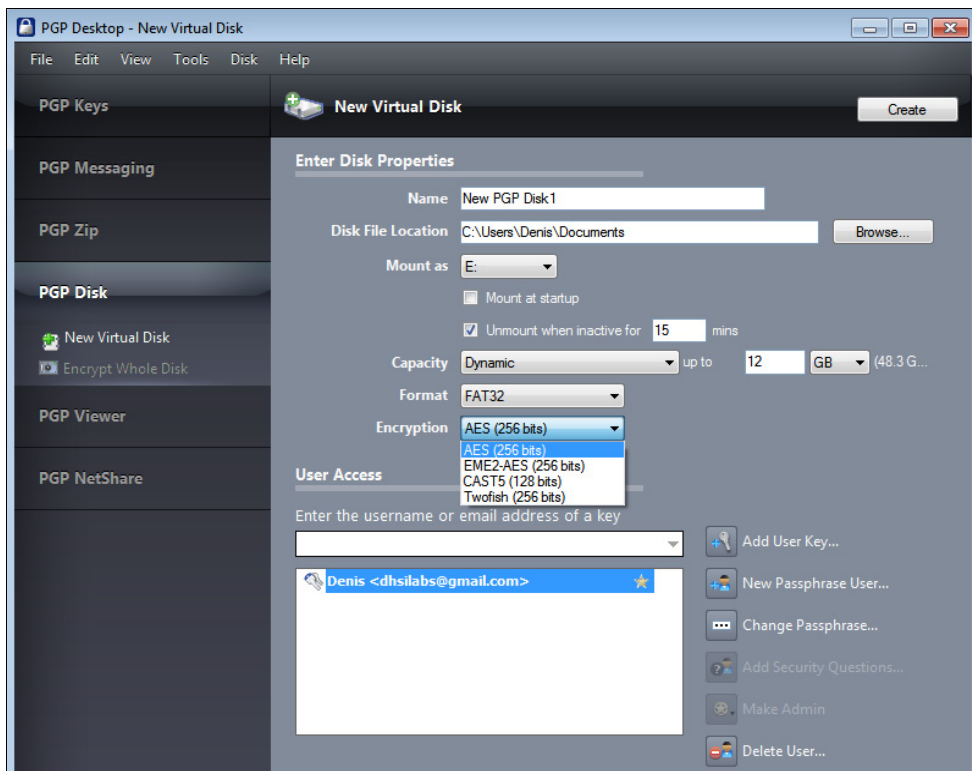 PGP Desktop - New Virtual Disk
File Edit View Tools Disk Help
PGP Keys
PGP Messaging
PGP Zip
PGP Disk
New Virtual Disk
Encrypt Whole Disk
PGP Viewer
PGP NetShare
New Virtual Disk
Create
Enter Disk Properties
Name New PGP Disk1
Disk File Location C:\Users\Denis\Documents Browse...
Mount as E:
Mount at startup
Unmount when inactive for 15 mins
Capacity Dynamic up to 12 GB (48.3 G...
Format FAT32
Encryption AES (256 bits)
AES (256 bits)
EME2-AES (256 bits)
CAST5 (128 bits)
Twofish (256 bits)
User Access
Enter the username or email address of a key
Denis <dhsilabs@gmail.com>
Add User Key...
New Passphrase User...
Change Passphrase...
Add Security Questions...
Make Admin
Delete User...